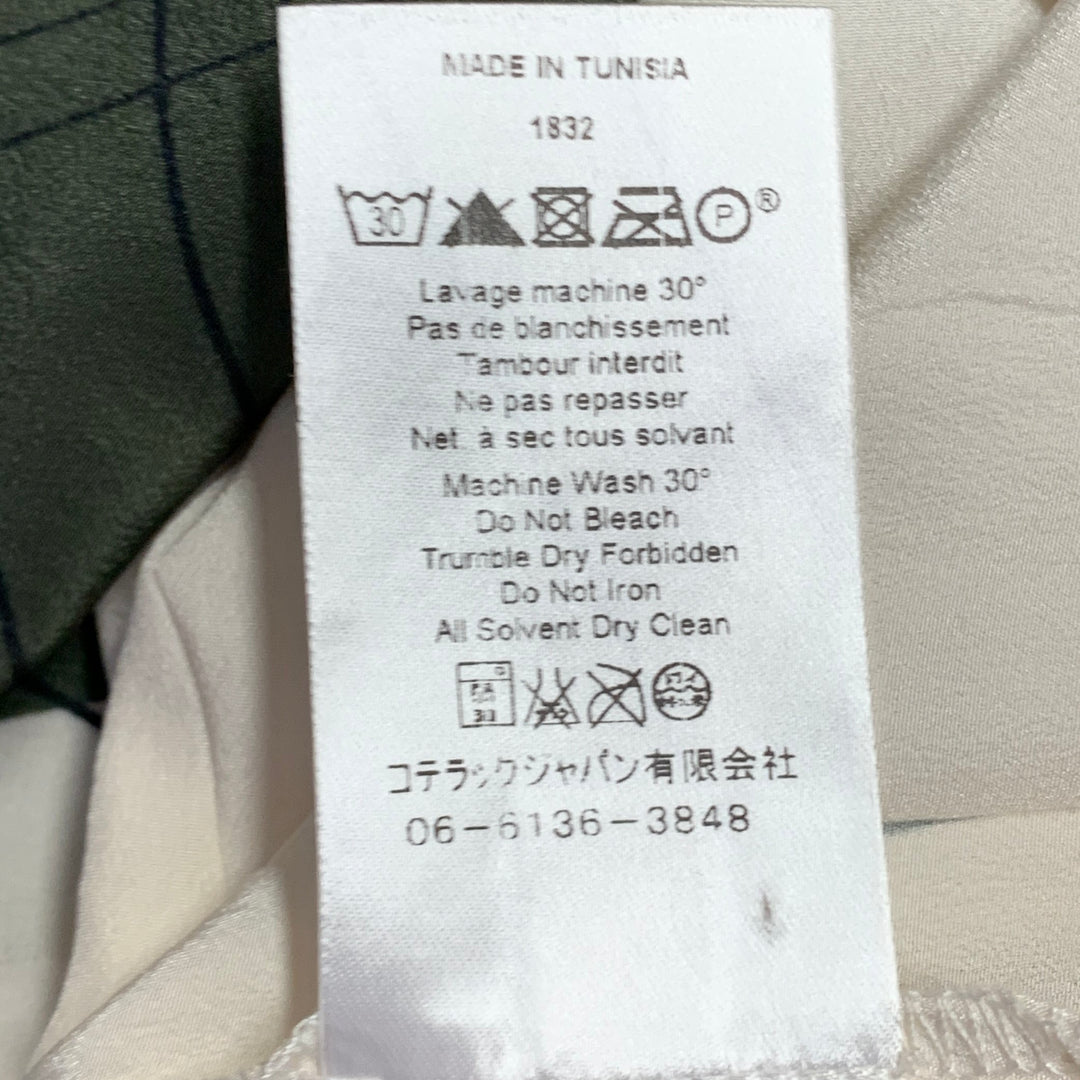 MADE IN TUNISIA
1832
30 P ®
Lavage machine 30°
Pas de blanchissement
Tambour interdit
Ne pas repasser
Net. à sec tous solvant
Machine Wash 30°
Do Not Bleach
Trumble Dry Forbidden
Do Not Iron
All Solvent Dry Clean
30
コテラックジャパン有限会社
06-6136-3848